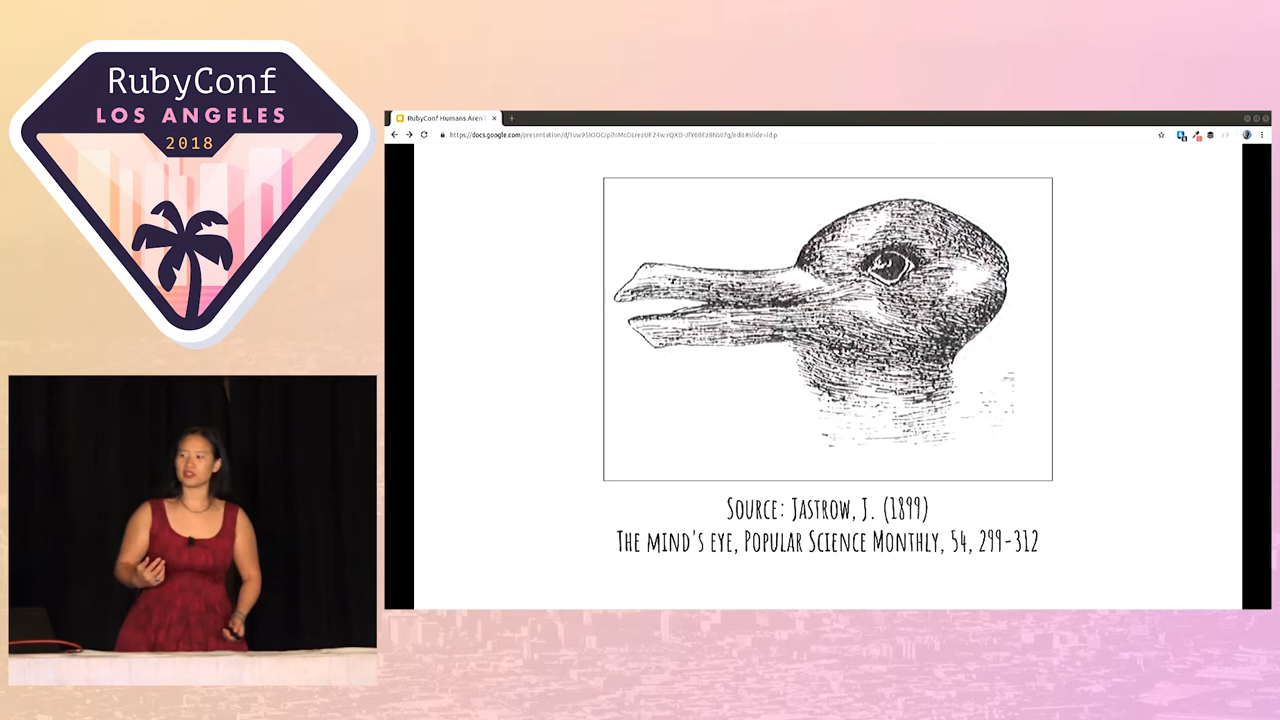 RubyConf
LOS ANGELES
2018
RubyConf Humans Aren'
Source: Jastrow, J. (1899)
The mind's eye, Popular Science Monthly, 54, 299-312